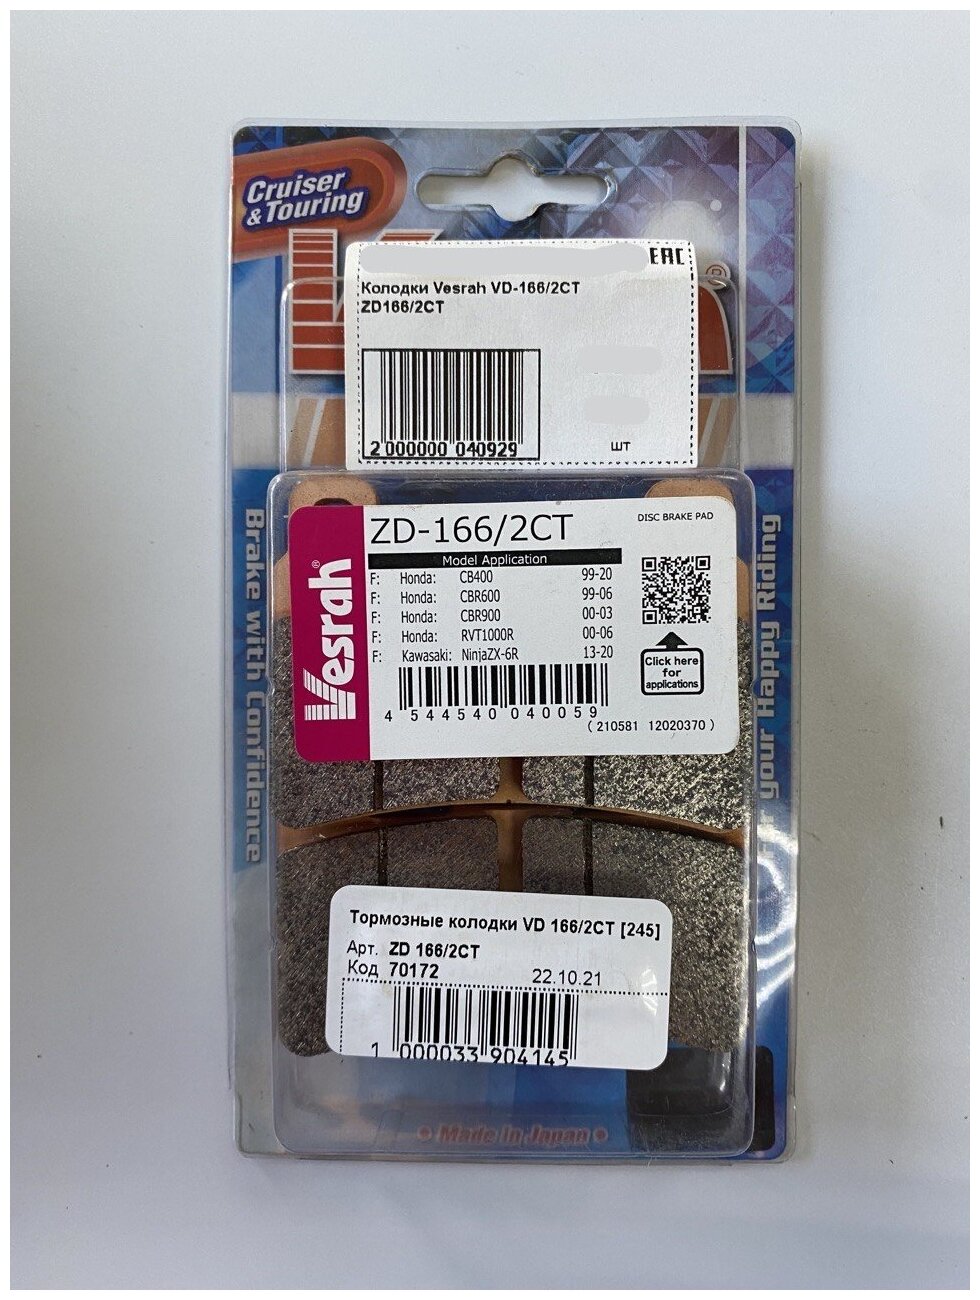 Cruiser
& Touring
EAC
®
Колодки Vesrah VD-166/2CT
ZD166/2CT
2 000000 040929
шт
Brake with Confidence
your Happy Riding
Vesrah®
ZD-166/2CT
DISC BRAKE PAD
Model Application
F: Honda: CB400 99-20
F: Honda: CBR600 99-06
F: Honda: CBR900 00-03
F: Honda: RVT1000R 00-06
F: Kawasaki: NinjaZX-6R 13-20
Click here
for
applications
4 544540 040059
( 210581 12020370 )
Тормозные колодки VD 166/2CT [245]
Арт. ZD 166/2CT
Код 70172
22.10.21
1 000033 904145
• Made In Japan •